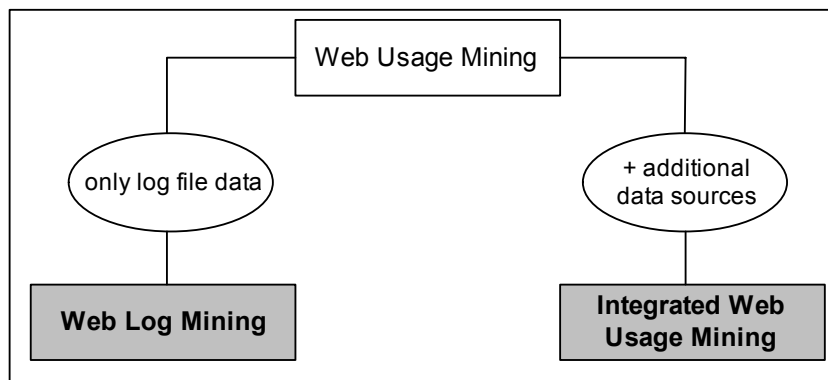 Web Usage Mining
only log file data
+ additional
data sources
Web Log Mining
Integrated Web
Usage Mining